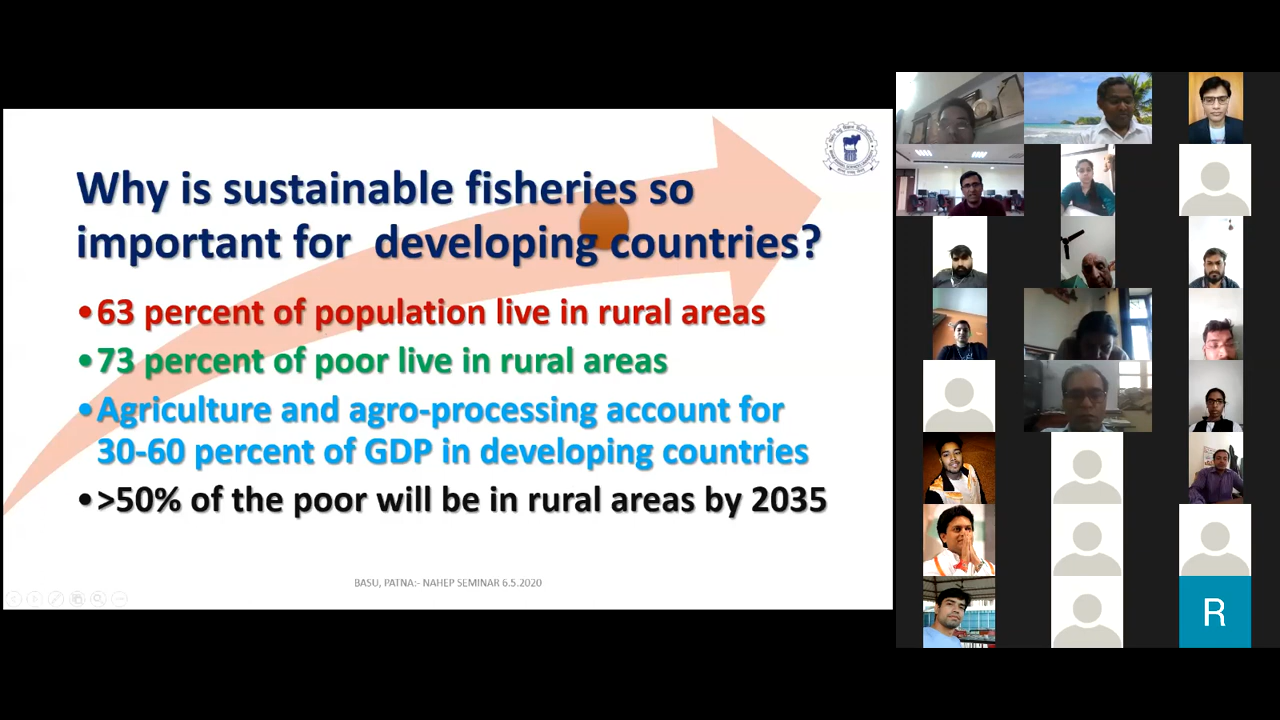 Why is sustainable fisheries so
important for developing countries?
•63 percent of population live in rural areas
•73 percent of poor live in rural areas
•Agriculture and agro-processing account for
30-60 percent of GDP in developing countries
•>50% of the poor will be in rural areas by 2035
BASU, PATNA:- NAHEP SEMINAR 6.5.2020
R